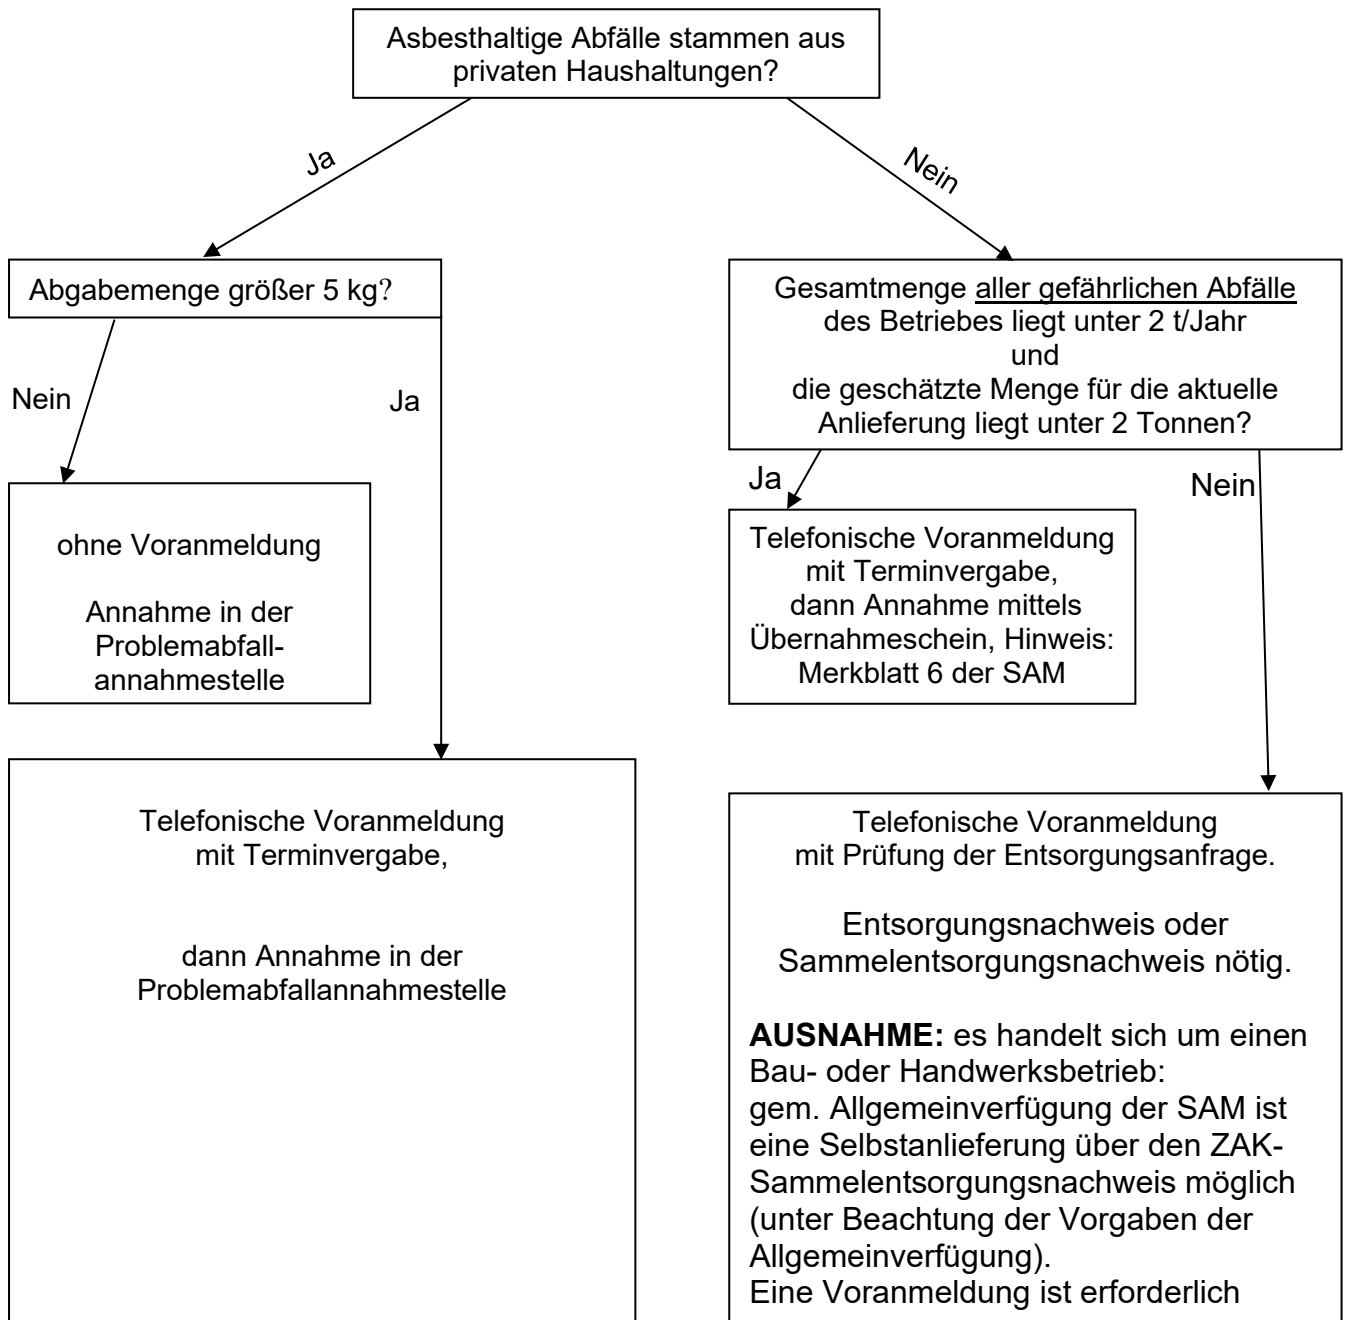 Asbesthaltige Abfälle stammen aus
privaten Haushaltungen?
Ja
Nein
Abgabemenge größer 5 kg?
Nein
Ja
ohne Voranmeldung
Annahme in der
Problemabfall-
annahmestelle
Telefonische Voranmeldung
mit Terminvergabe,
dann Annahme in der
Problemabfallannahmestelle
Gesamtmenge aller gefährlichen Abfälle
des Betriebes liegt unter 2 t/Jahr
und
die geschätzte Menge für die aktuelle
Anlieferung liegt unter 2 Tonnen?
Ja
Nein
Telefonische Voranmeldung
mit Terminvergabe,
dann Annahme mittels
Übernahmeschein, Hinweis:
Merkblatt 6 der SAM
Telefonische Voranmeldung
mit Prüfung der Entsorgungsanfrage.
Entsorgungsnachweis oder
Sammelentsorgungsnachweis nötig.
AUSNAHME: es handelt sich um einen
Bau- oder Handwerksbetrieb:
gem. Allgemeinverfügung der SAM ist
eine Selbstanlieferung über den ZAK-
Sammelentsorgungsnachweis möglich
(unter Beachtung der Vorgaben der
Allgemeinverfügung).
Eine Voranmeldung ist erforderlich